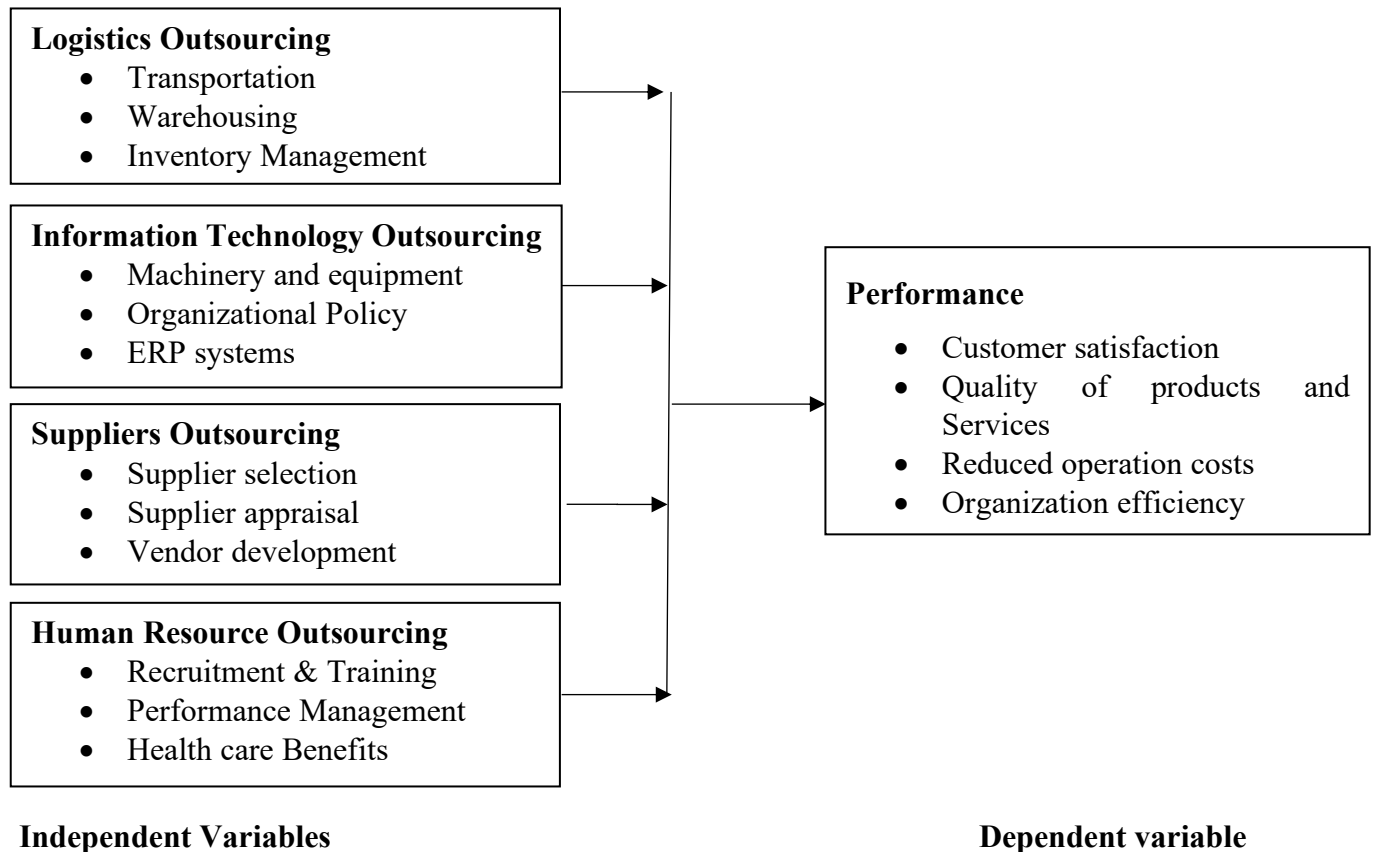 Logistics Outsourcing
• Transportation
• Warehousing
• Inventory Management
Information Technology Outsourcing
• Machinery and equipment
• Organizational Policy
• ERP systems
Suppliers Outsourcing
• Supplier selection
• Supplier appraisal
• Vendor development
Human Resource Outsourcing
• Recruitment & Training
• Performance Management
• Health care Benefits
Performance
• Customer satisfaction
• Quality of products and
Services
• Reduced operation costs
• Organization efficiency
Independent Variables
Dependent variable